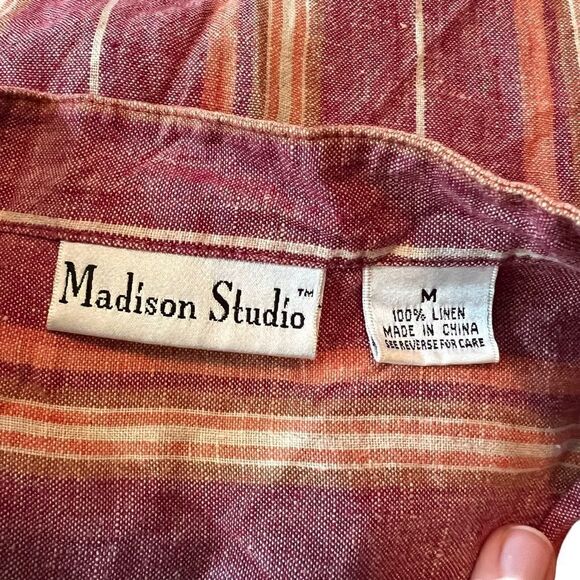 Madison Studio™
M
100% LINEN
MADE IN CHINA
SEE REVERSE FOR CARE